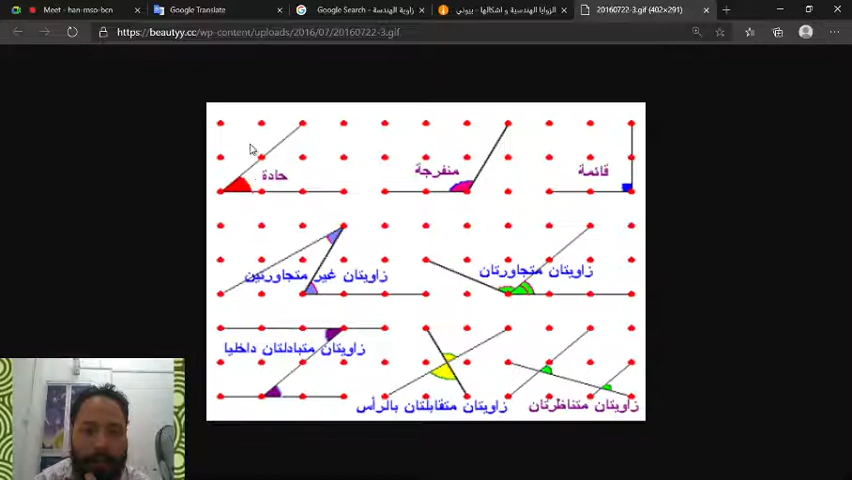 Meet - han-mso-bcn
Google Translate
زاوية الهندسة - Google Search
الزوايا الهندسية و اشكالها - بيوتي
20160722-3.gif (402×291)
https://beautyy.cc/wp-content/uploads/2016/07/20160722-3.gif
قائمة
منفرجة
حادة
زاويتان متجاورتان
زاويتان غير متجاورتين
زاويتان متبادلتان داخليا
زاويتان متناظرتان
زاويتان متقابلتان بالرأس